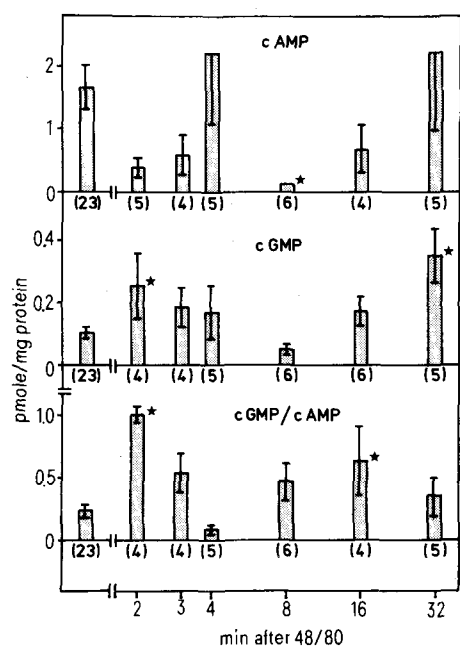 c AMP
2
1
0
(23) (5) (4) (5) (6) ★ (4) (5)
c GMP
0,4
0,2
0
★ ★
(23) (4) (4) (5) (6) (6) (5)
c GMP / c AMP
1.0
0.5
0
★ ★
(23) (4) (4) (5) (6) (4) (5)
pmole/mg protein
2 3 4 8 16 32
min after 48/80